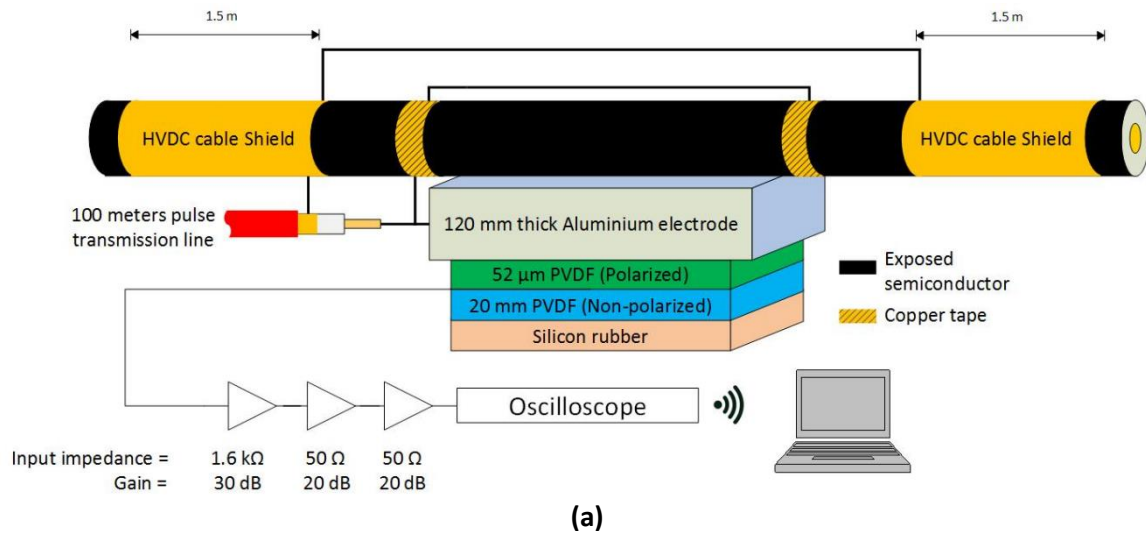 1.5 m
1.5 m
HVDC cable Shield
HVDC cable Shield
100 meters pulse
transmission line
120 mm thick Aluminium electrode
52 µm PVDF (Polarized)
20 mm PVDF (Non-polarized)
Silicon rubber
Exposed
semiconductor
Copper tape
Oscilloscope
Input impedance = 1.6 kΩ 50 Ω 50 Ω
Gain = 30 dB 20 dB 20 dB
(a)